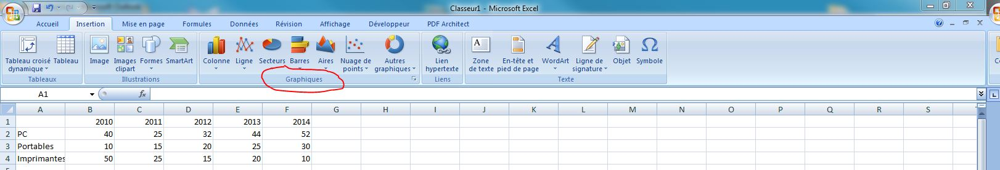 Classeur1 - Microsoft Excel
Accueil Insertion Mise en page Formules Données Révision Affichage Développeur PDF Architect
Tableau croisé dynamique Tableau Image Images clipart Formes SmartArt Colonne Ligne Secteurs Barres Aires Nuage de points Autres graphiques Lien hypertexte Zone de texte En-tête et pied de page WordArt Ligne de signature Objet Symbole
Tableaux Illustrations Graphiques Liens Texte
A1 fx
A B C D E F G H I J K L M N O P Q R S
1 2010 2011 2012 2013 2014
2 PC 40 25 32 44 52
3 Portables 10 15 20 25 30
4 Imprimantes 50 25 15 20 10